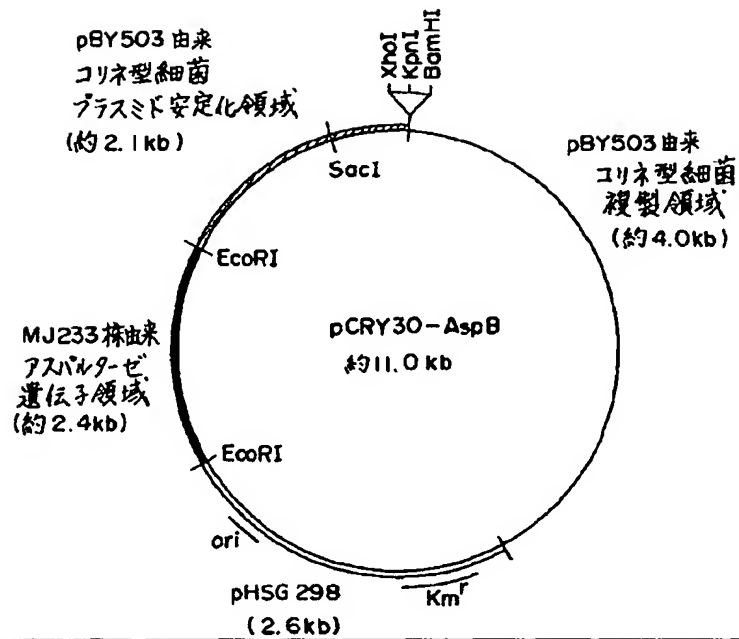 pBY503由来
コリネ型細菌
プラスミド安定化領域
(約2.1kb)
XhoI
KpnI
BamHI
SacI
pBY503由来
コリネ型細菌
複製領域
(約4.0kb)
EcoRI
pCRY30-AspB
約11.0kb
MJ233株由来
アスパルターゼ
遺伝子領域
(約2.4kb)
EcoRI
ori
pHSG 298
(2.6kb)
Kmʳ